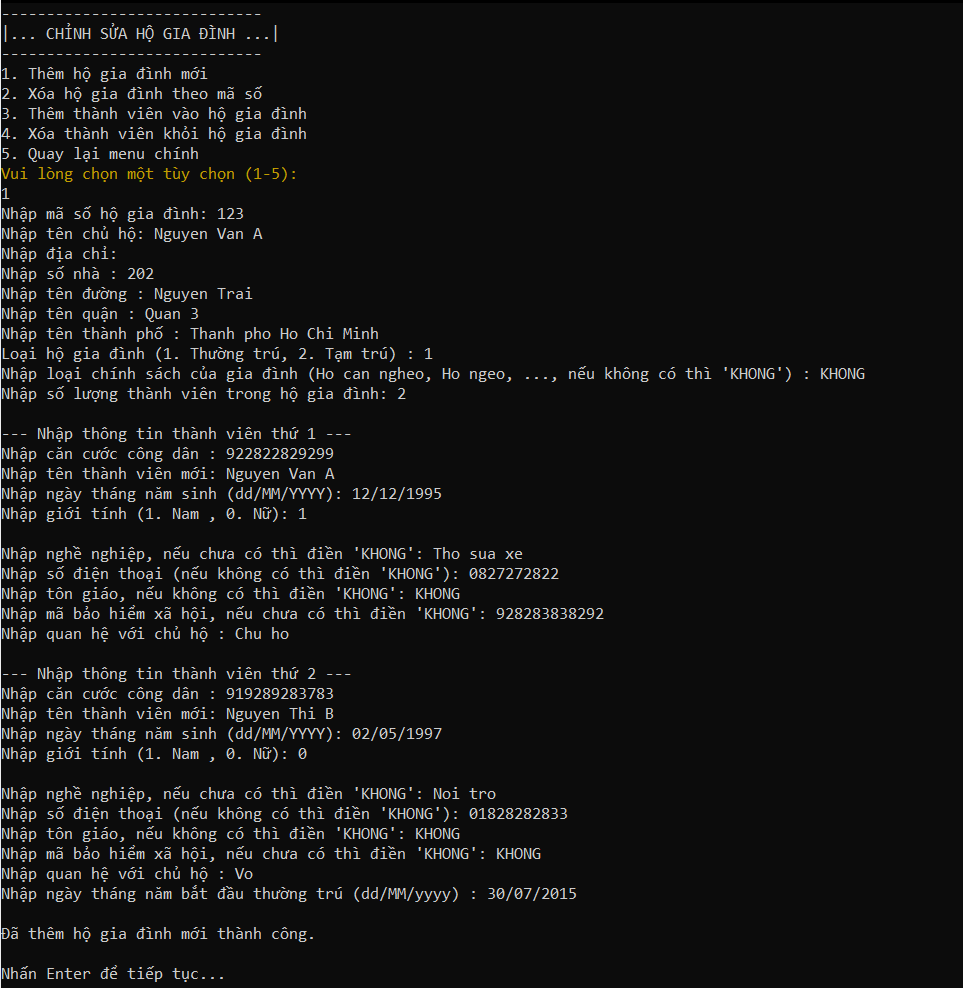 -----------------------------
|... CHỈNH SỬA HỘ GIA ĐÌNH ...|
-----------------------------
1. Thêm hộ gia đình mới
2. Xóa hộ gia đình theo mã số
3. Thêm thành viên vào hộ gia đình
4. Xóa thành viên khỏi hộ gia đình
5. Quay lại menu chính
Vui lòng chọn một tùy chọn (1-5):
1
Nhập mã số hộ gia đình: 123
Nhập tên chủ hộ: Nguyen Van A
Nhập địa chỉ:
Nhập số nhà : 202
Nhập tên đường : Nguyen Trai
Nhập tên quận : Quan 3
Nhập tên thành phố : Thanh pho Ho Chi Minh
Loại hộ gia đình (1. Thường trú, 2. Tạm trú) : 1
Nhập loại chính sách của gia đình (Ho can ngheo, Ho ngeo, ..., nếu không có thì 'KHONG') : KHONG
Nhập số lượng thành viên trong hộ gia đình: 2

--- Nhập thông tin thành viên thứ 1 ---
Nhập căn cước công dân : 922822829299
Nhập tên thành viên mới: Nguyen Van A
Nhập ngày tháng năm sinh (dd/MM/YYYY): 12/12/1995
Nhập giới tính (1. Nam , 0. Nữ): 1

Nhập nghề nghiệp, nếu chưa có thì điền 'KHONG': Tho sua xe
Nhập số điện thoại (nếu không có thì điền 'KHONG'): 0827272822
Nhập tôn giáo, nếu không có thì điền 'KHONG': KHONG
Nhập mã bảo hiểm xã hội, nếu chưa có thì điền 'KHONG': 928283838292
Nhập quan hệ với chủ hộ : Chu ho

--- Nhập thông tin thành viên thứ 2 ---
Nhập căn cước công dân : 919289283783
Nhập tên thành viên mới: Nguyen Thi B
Nhập ngày tháng năm sinh (dd/MM/YYYY): 02/05/1997
Nhập giới tính (1. Nam , 0. Nữ): 0

Nhập nghề nghiệp, nếu chưa có thì điền 'KHONG': Noi tro
Nhập số điện thoại (nếu không có thì điền 'KHONG'): 01828282833
Nhập tôn giáo, nếu không có thì điền 'KHONG': KHONG
Nhập mã bảo hiểm xã hội, nếu chưa có thì điền 'KHONG': KHONG
Nhập quan hệ với chủ hộ : Vo
Nhập ngày tháng năm bắt đầu thường trú (dd/MM/yyyy) : 30/07/2015

Đã thêm hộ gia đình mới thành công.

Nhấn Enter để tiếp tục...